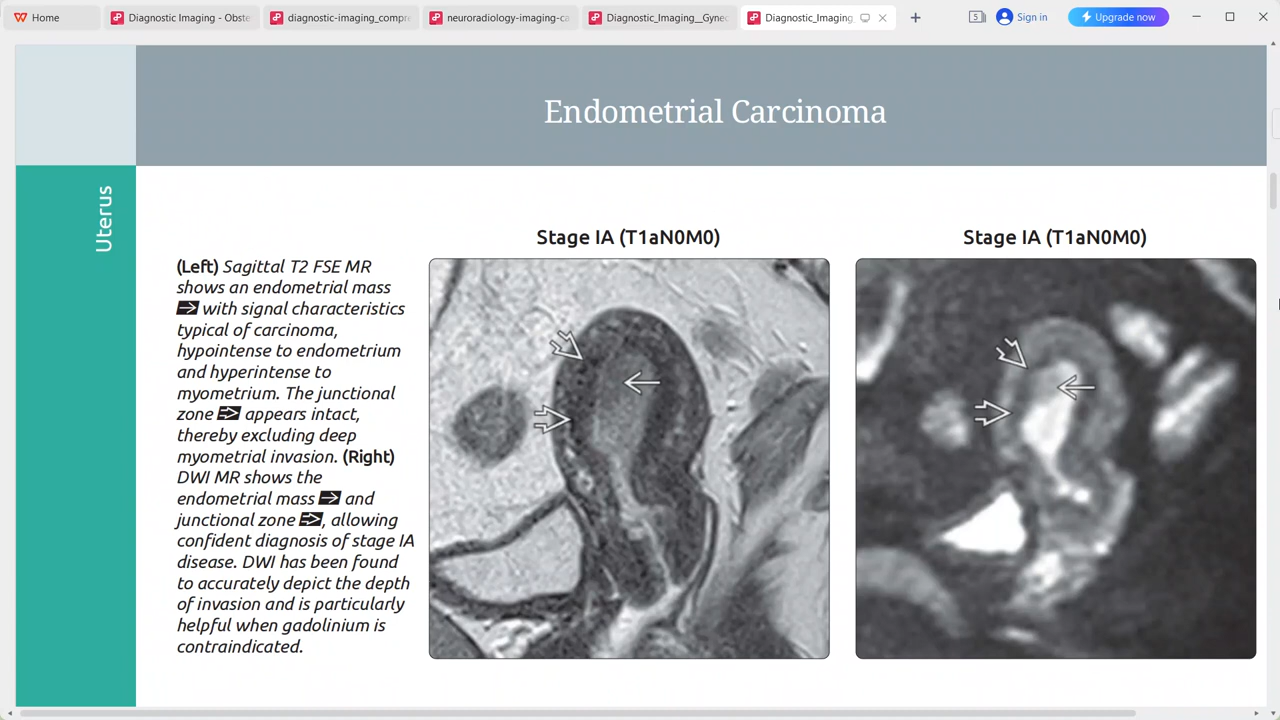 Home
Diagnostic Imaging - Obste
diagnostic-imaging_compre
neuroradiology-imaging-ca
Diagnostic_Imaging__Gynec
Diagnostic_Imaging_
5
Sign in
Upgrade now
Endometrial Carcinoma
Uterus
Stage IA (T1aN0M0)
Stage IA (T1aN0M0)
(Left) Sagittal T2 FSE MR
shows an endometrial mass
with signal characteristics
typical of carcinoma,
hypointense to endometrium
and hyperintense to
myometrium. The junctional
zone appears intact,
thereby excluding deep
myometrial invasion. (Right)
DWI MR shows the
endometrial mass and
junctional zone , allowing
confident diagnosis of stage IA
disease. DWI has been found
to accurately depict the depth
of invasion and is particularly
helpful when gadolinium is
contraindicated.